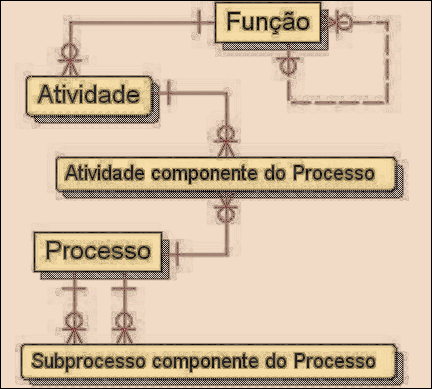 Função
Atividade
Atividade componente do Processo
Processo
Subprocesso componente do Processo